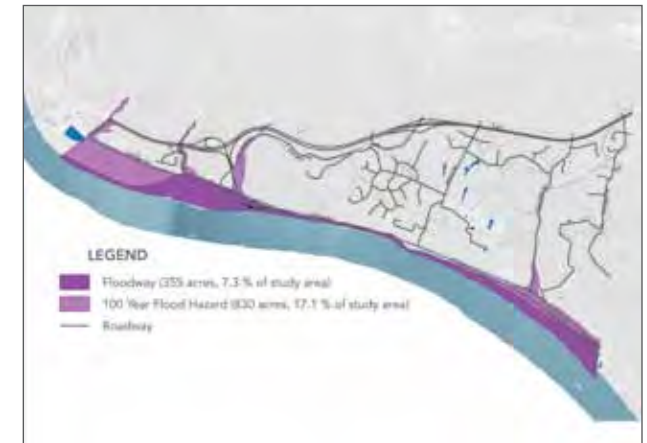 LEGEND
Floodway (355 acres, 7.3 % of study area)
100 Year Flood Hazard (830 acres, 17.1 % of study area)
Roadway